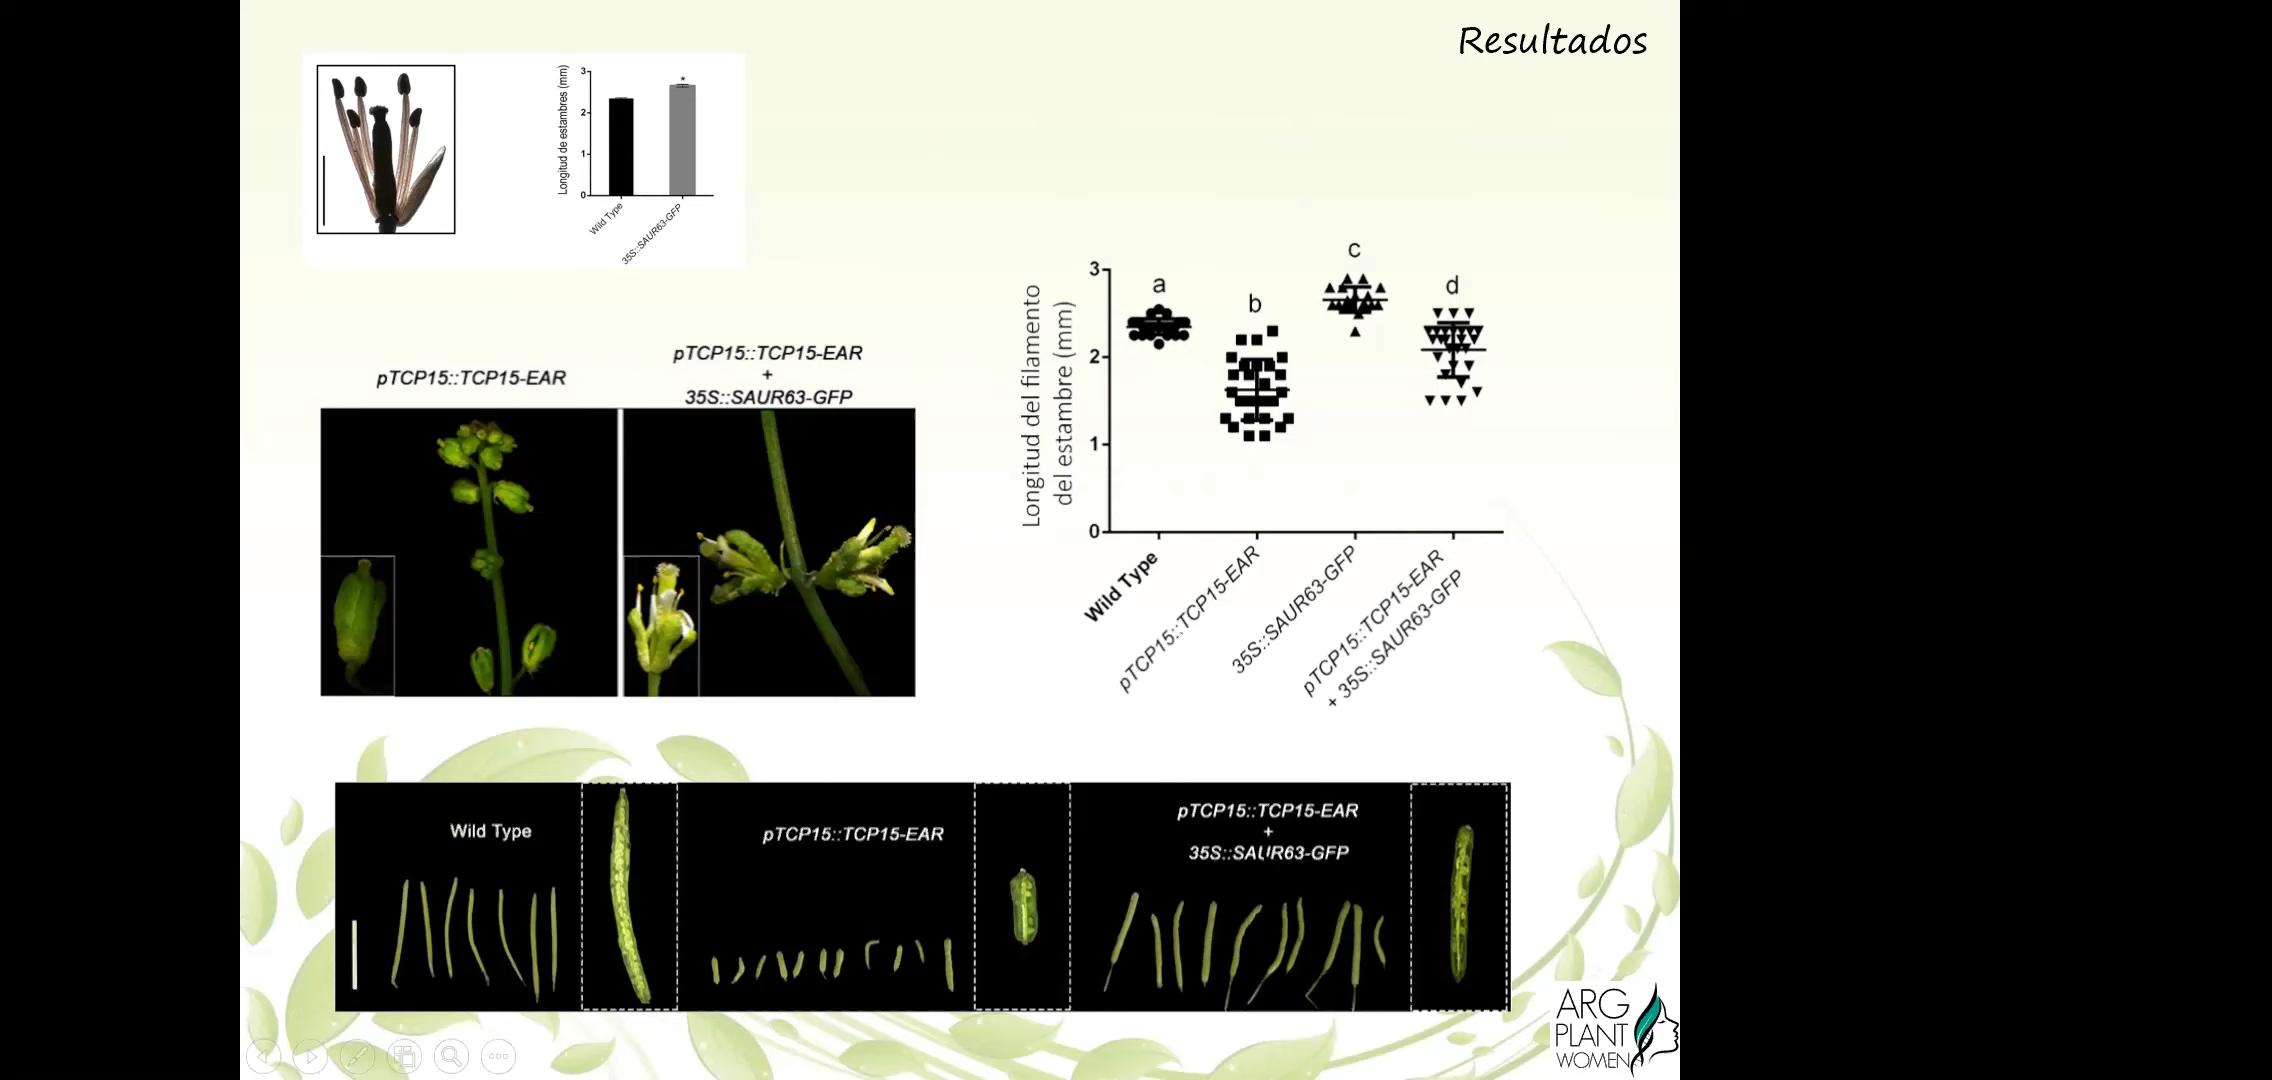 Resultados
Longitud de estambres (mm)
3
2
1
0
*
Wild Type
35S::SAUR63-GFP
pTCP15::TCP15-EAR
pTCP15::TCP15-EAR
+
35S::SAUR63-GFP
Longitud del filamento
del estambre (mm)
3
2
1
0
a
b
c
d
Wild Type
pTCP15::TCP15-EAR
35S::SAUR63-GFP
pTCP15::TCP15-EAR
+ 35S::SAUR63-GFP
Wild Type
pTCP15::TCP15-EAR
pTCP15::TCP15-EAR
+
35S::SAUR63-GFP
ARG
PLANT
WOMEN